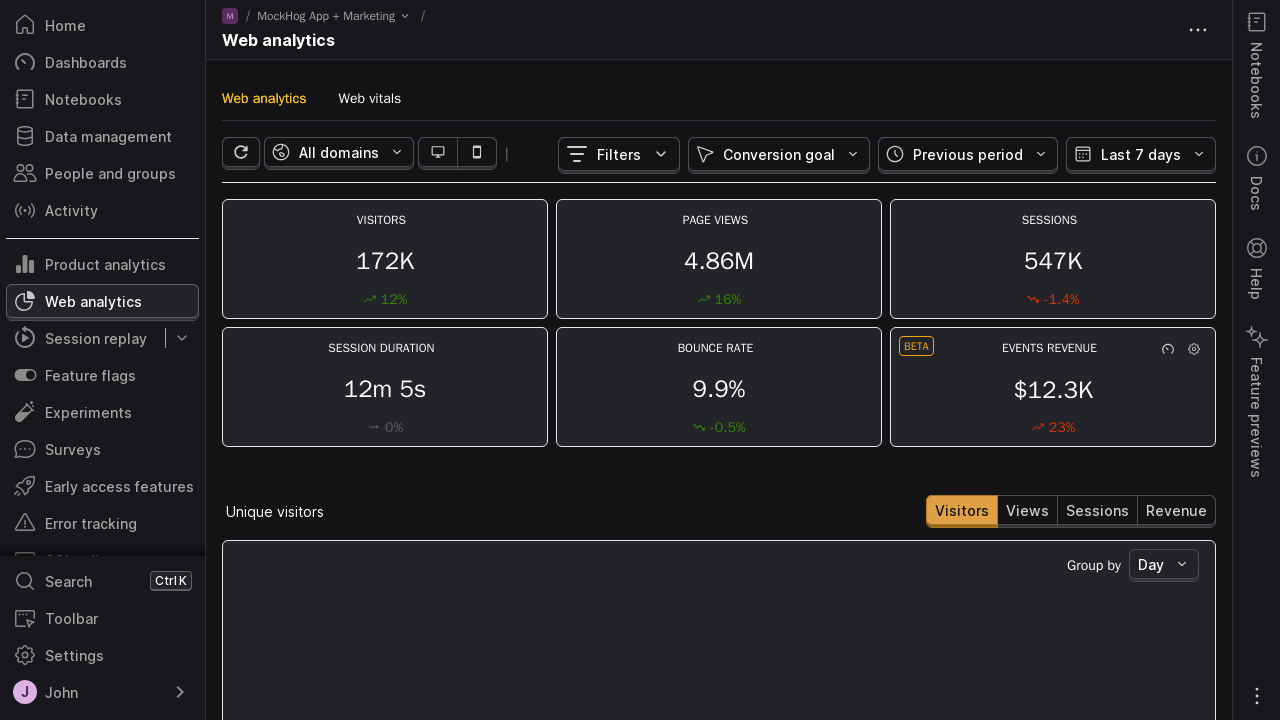 Home
Dashboards
Notebooks
Data management
People and groups
Activity
Product analytics
Web analytics
Session replay
Feature flags
Experiments
Surveys
Early access features
Error tracking
Search Ctrl K
Toolbar
Settings
J John
M / MockHog App + Marketing /
Web analytics
Web analytics Web vitals
All domains | Filters Conversion goal Previous period Last 7 days
VISITORS
172K
12%
PAGE VIEWS
4.86M
16%
SESSIONS
547K
-1.4%
SESSION DURATION
12m 5s
0%
BOUNCE RATE
9.9%
-0.5%
BETA EVENTS REVENUE
$12.3K
23%
Unique visitors
Visitors Views Sessions Revenue
Group by Day
Notebooks
Docs
Help
Feature previews